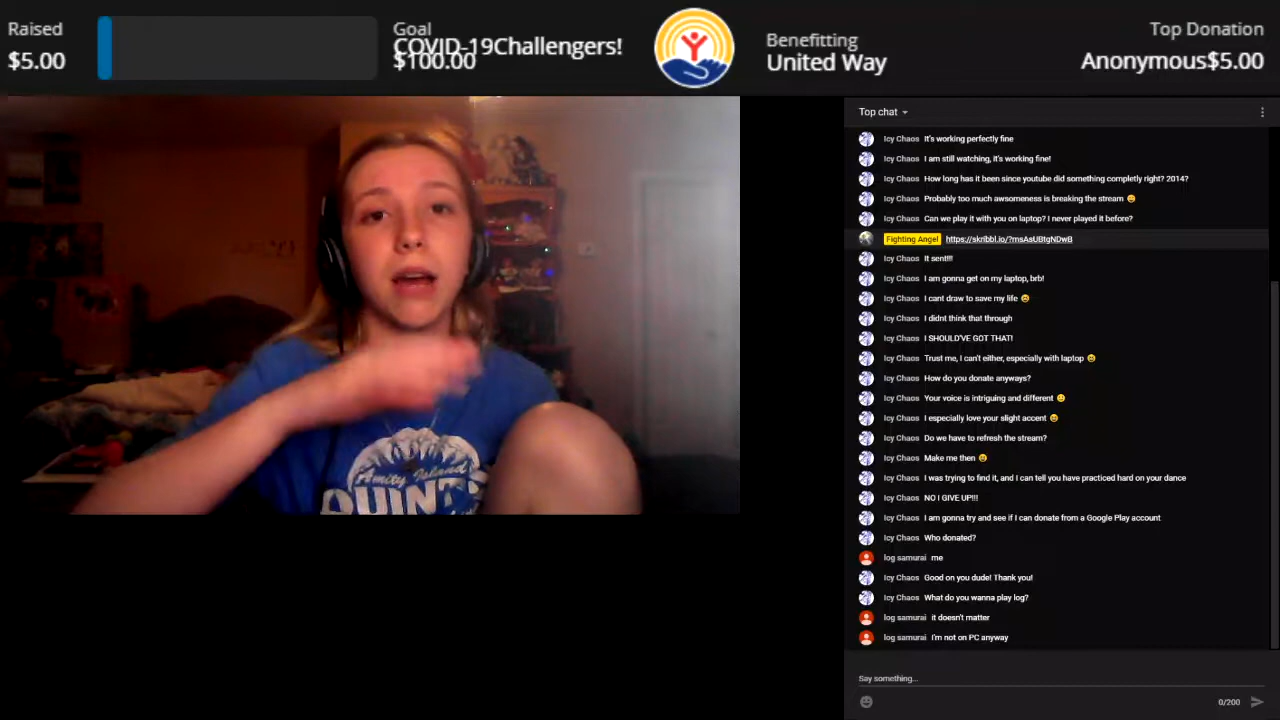 Raised
$5.00
Goal
COVID-19Challengers!
$100.00
Benefitting
United Way
Top Donation
Anonymous$5.00
Top chat
Icy Chaos It's working perfectly fine
Icy Chaos I am still watching, it's working fine!
Icy Chaos How long has it been since youtube did something completly right? 2014?
Icy Chaos Probably too much awsomeness is breaking the stream 😀
Icy Chaos Can we play it with you on laptop? I never played it before?
Fighting Angel https://skribbl.io/?msAsUBtgNDwB
Icy Chaos It sent!!!
Icy Chaos I am gonna get on my laptop, brb!
Icy Chaos I cant draw to save my life 😀
Icy Chaos I didnt think that through
Icy Chaos I SHOULD'VE GOT THAT!
Icy Chaos Trust me, I can't either, especially with laptop 😀
Icy Chaos How do you donate anyways?
Icy Chaos Your voice is intriguing and different 🙂
Icy Chaos I especially love your slight accent 😀
Icy Chaos Do we have to refresh the stream?
Icy Chaos Make me then 😀
Icy Chaos I was trying to find it, and I can tell you have practiced hard on your dance
Icy Chaos NO I GIVE UP!!!
Icy Chaos I am gonna try and see if I can donate from a Google Play account
Icy Chaos Who donated?
log samurai me
Icy Chaos Good on you dude! Thank you!
Icy Chaos What do you wanna play log?
log samurai it doesn't matter
log samurai I'm not on PC anyway
Say something...
0/200
Amity Island
QUINT'S